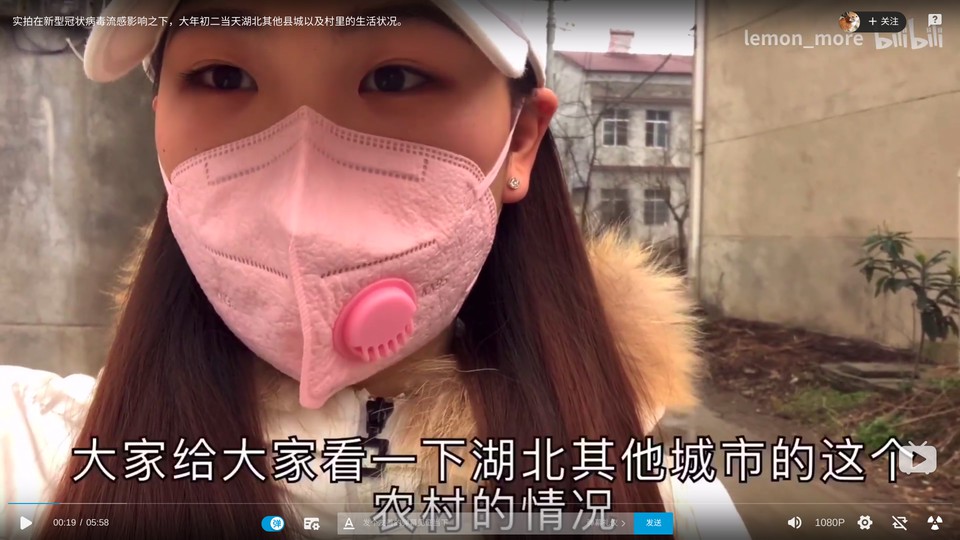 实拍在新型冠状病毒流感影响之下，大年初二当天湖北其他县城以及村里的生活状况。
+ 关注
?
lemon_more bilibili
大家给大家看一下湖北其他城市的这个
农村的情况
00:19 / 05:58
弹
A
发送
1080P